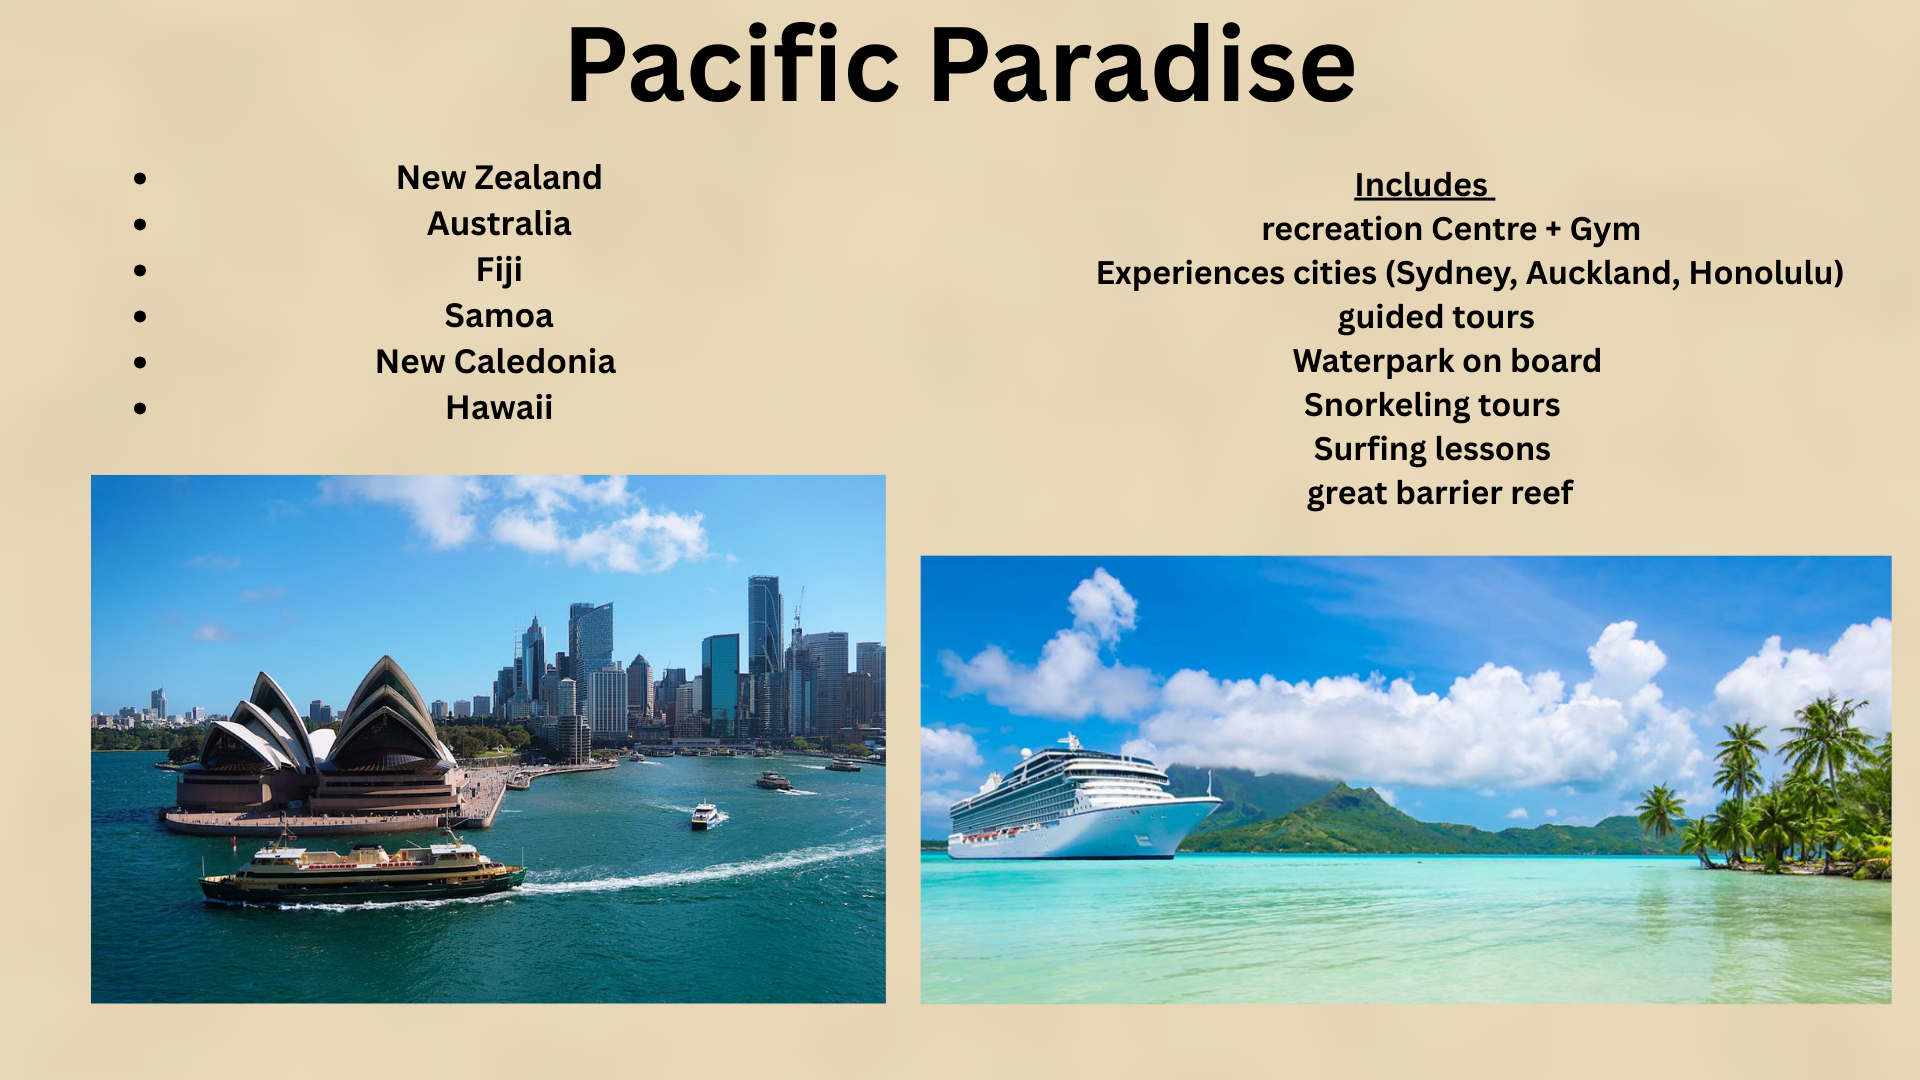 Pacific Paradise
New Zealand
Australia
Fiji
Samoa
New Caledonia
Hawaii
Includes
recreation Centre + Gym
Experiences cities (Sydney, Auckland, Honolulu)
guided tours
Waterpark on board
Snorkeling tours
Surfing lessons
great barrier reef